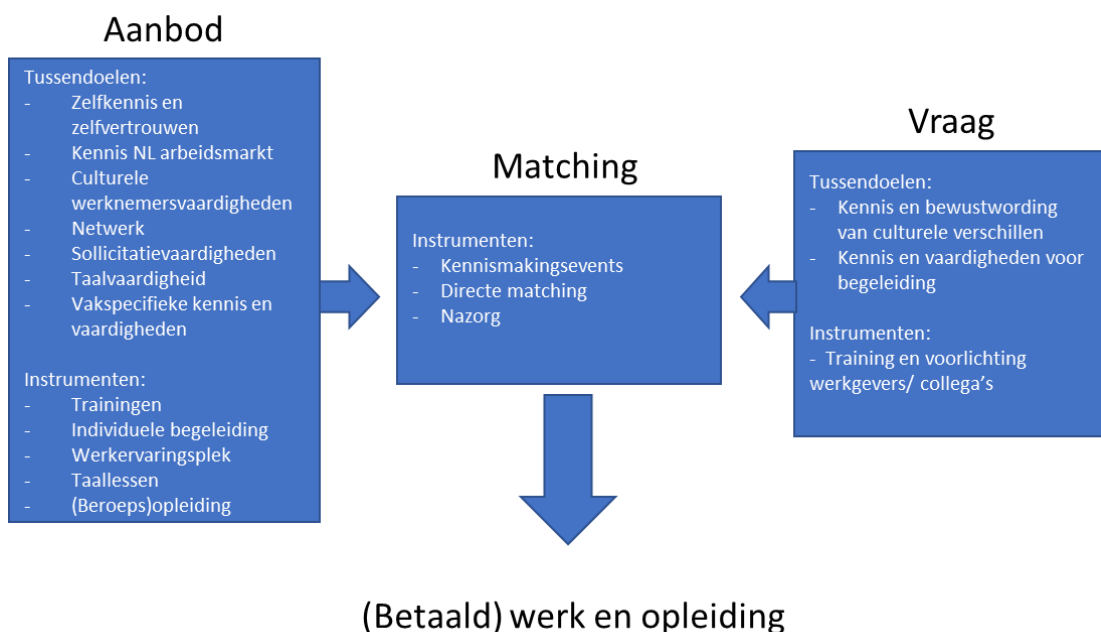 Aanbod
Tussendoelen:
- Zelfkennis en
zelfvertrouwen
- Kennis NL arbeidsmarkt
- Culturele
werknemersvaardigheden
- Netwerk
- Sollicitatievaardigheden
- Taalvaardigheid
- Vakspecifieke kennis en
vaardigheden
Instrumenten:
- Trainingen
- Individuele begeleiding
- Werkervaringsplek
- Taallessen
- (Beroeps)opleiding
Matching
Instrumenten:
- Kennismakingsevents
- Directe matching
- Nazorg
Vraag
Tussendoelen:
- Kennis en bewustwording
van culturele verschillen
- Kennis en vaardigheden voor
begeleiding
Instrumenten:
- Training en voorlichting
werkgevers/ collega's
(Betaald) werk en opleiding